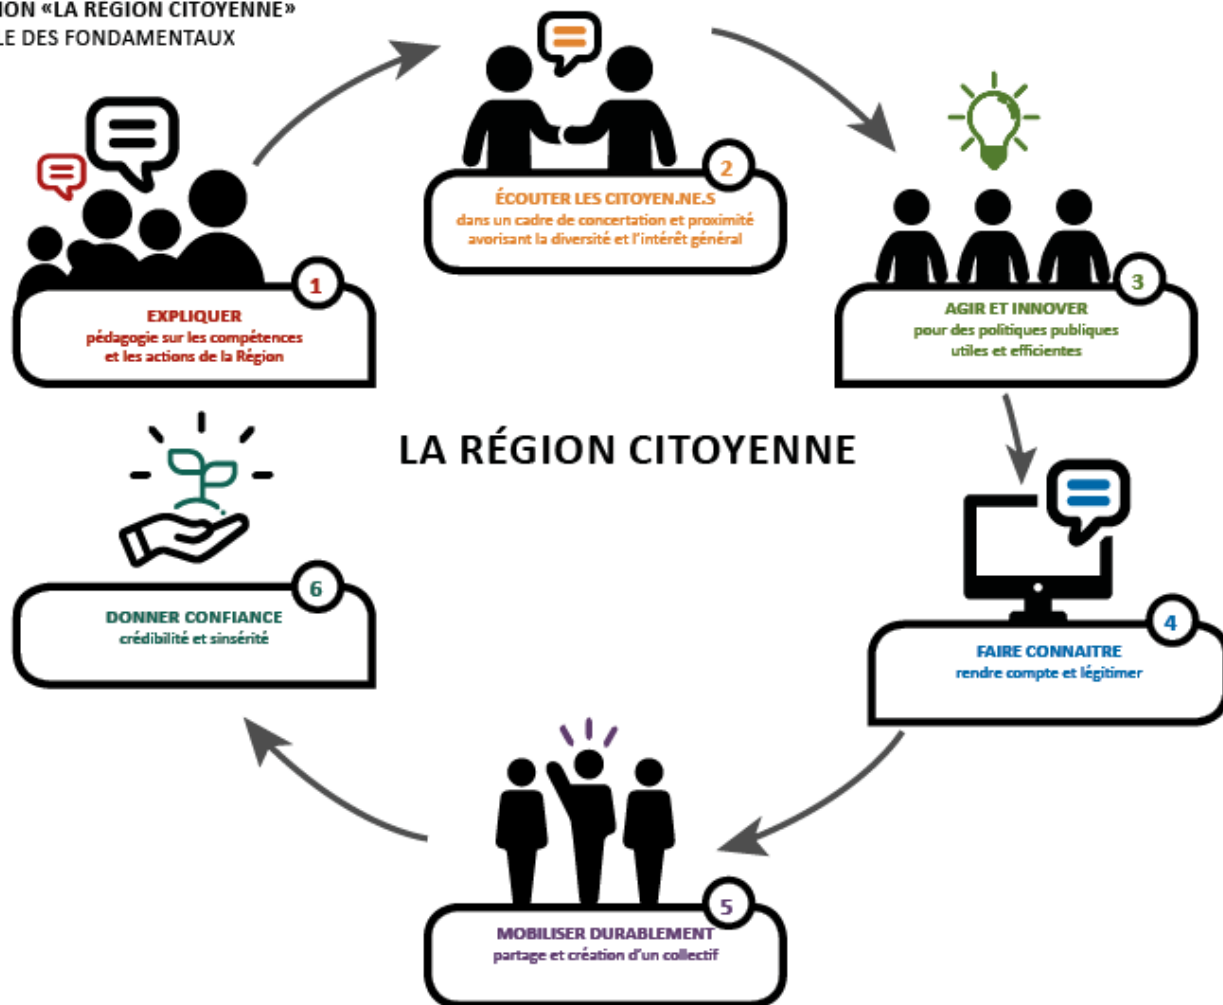 ION «LA REGION CITOYENNE»
LE DES FONDAMENTAUX
1
EXPLIQUER
pédagogie sur les compétences
et les actions de la Région
2
ÉCOUTER LES CITOYEN.NE.S
dans un cadre de concertation et proximité
avorisant la diversité et l'intérêt général
3
AGIR ET INNOVER
pour des politiques publiques
utiles et efficientes
LA RÉGION CITOYENNE
4
FAIRE CONNAITRE
rendre compte et légitimer
5
MOBILISER DURABLEMENT
partage et création d'un collectif
6
DONNER CONFIANCE
crédibilité et sinsérité